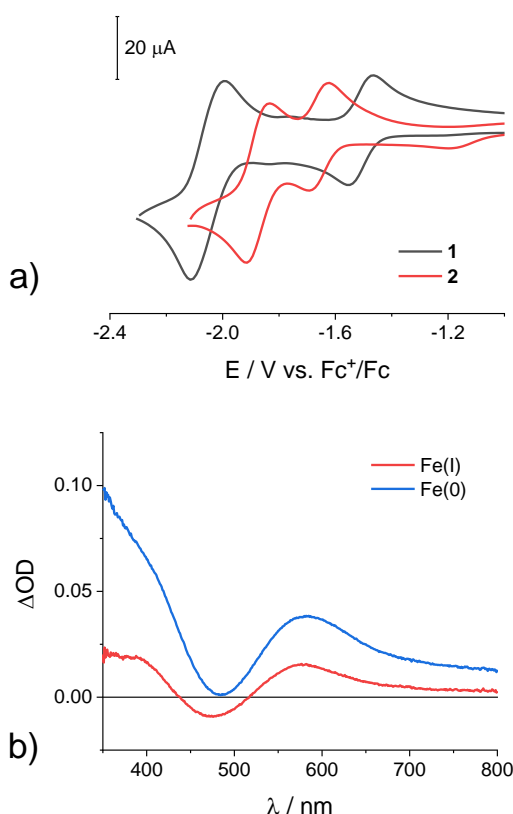 20 μA
1
2
a)
-2.4 -2.0 -1.6 -1.2
E / V vs. Fc⁺/Fc
Fe(I)
Fe(0)
0.10
0.05
0.00
ΔOD
b)
400 500 600 700 800
λ / nm